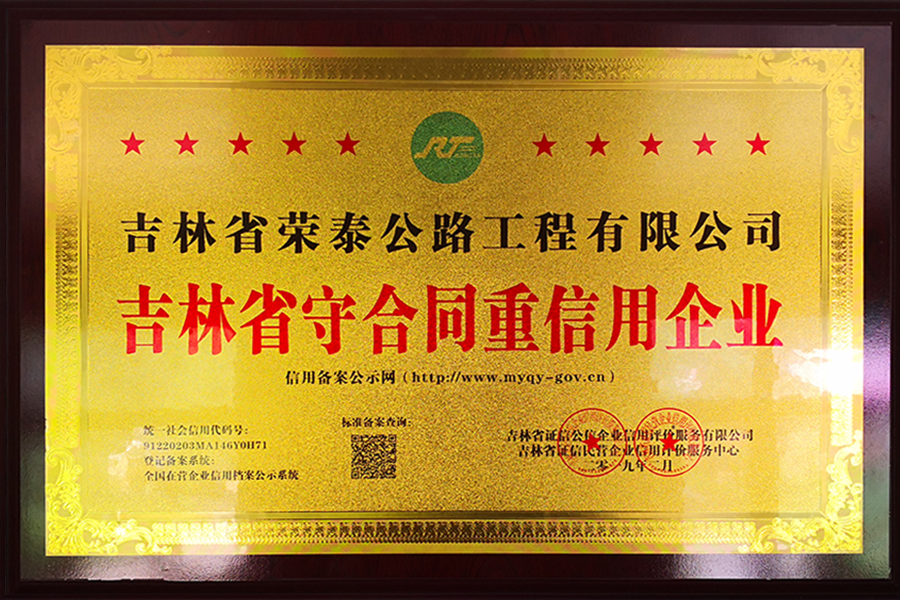 吉林省荣泰公路工程有限公司
吉林省守合同重信用企业
信用备案公示网（http://www.myqy-gov.cn）
统一社会信用代码号：
91220203MA146Y0H71
登记备案系统：
全国在营企业信用档案公示系统
标准备案查询：
吉林省证信公信企业信用评价服务有限公司
吉林省证信民营企业信用评价服务中心
二零一九年 月